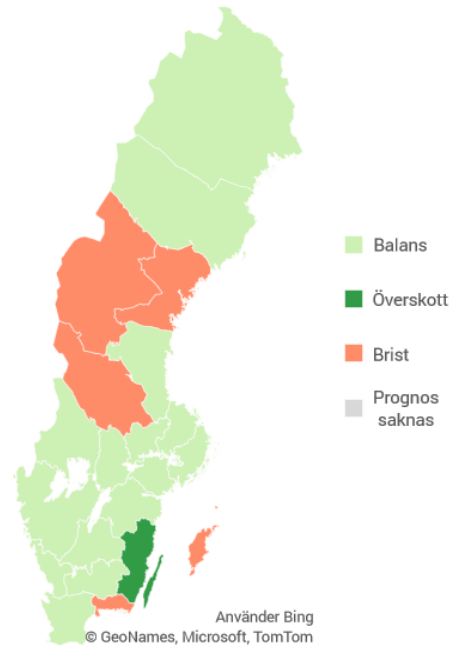 Balans
Överskott
Brist
Prognos
saknas
Använder Bing
© GeoNames, Microsoft, TomTom